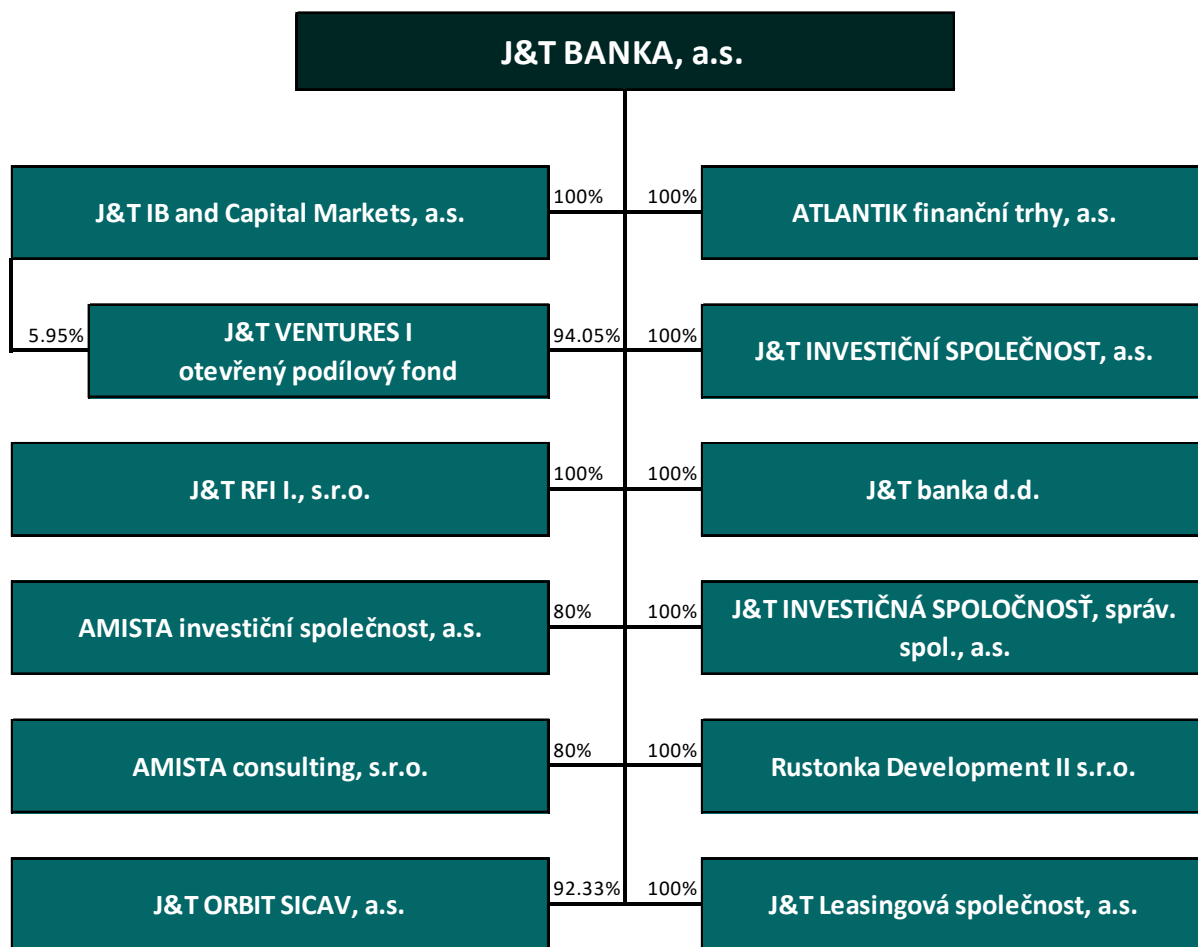 J&T BANKA, a.s.
J&T IB and Capital Markets, a.s.
100%
100%
ATLANTIK finanční trhy, a.s.
5.95%
J&T VENTURES I
otevřený podílový fond
94.05%
100%
J&T INVESTIČNÍ SPOLEČNOST, a.s.
J&T RFI I., s.r.o.
100%
100%
J&T banka d.d.
AMISTA investiční společnost, a.s.
80%
100%
J&T INVESTIČNÁ SPOLOČNOSŤ, správ.
spol., a.s.
AMISTA consulting, s.r.o.
80%
100%
Rustonka Development II s.r.o.
J&T ORBIT SICAV, a.s.
92.33%
100%
J&T Leasingová společnost, a.s.